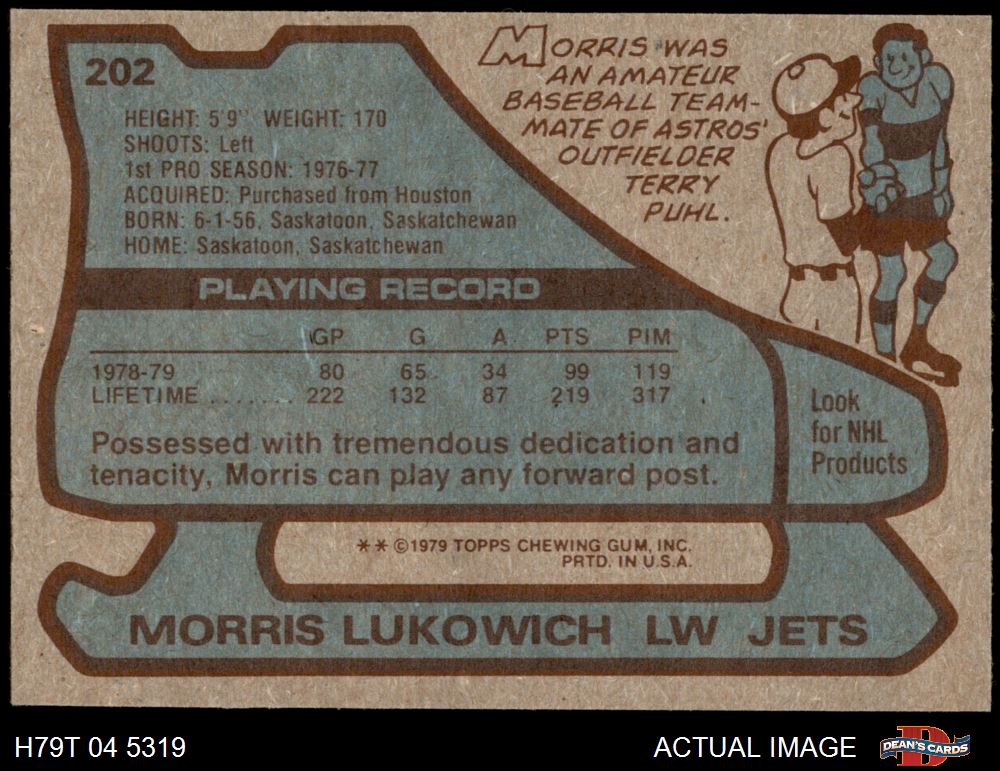 202
HEIGHT: 5'9" WEIGHT: 170
SHOOTS: Left
1st PRO SEASON: 1976-77
ACQUIRED: Purchased from Houston
BORN: 6-1-56, Saskatoon, Saskatchewan
HOME: Saskatoon, Saskatchewan
MORRIS WAS
AN AMATEUR
BASEBALL TEAM-
MATE OF ASTROS'
OUTFIELDER
TERRY
PUHL.
PLAYING RECORD
GP G A PTS PIM
1978-79 80 65 34 99 119
LIFETIME ....... 222 132 87 219 317
Possessed with tremendous dedication and
tenacity, Morris can play any forward post.
Look
for NHL
Products
** ©1979 TOPPS CHEWING GUM, INC.
PRTD. IN U.S.A.
MORRIS LUKOWICH LW JETS
H79T 04 5319
ACTUAL IMAGE
D
DEAN'S CARDS